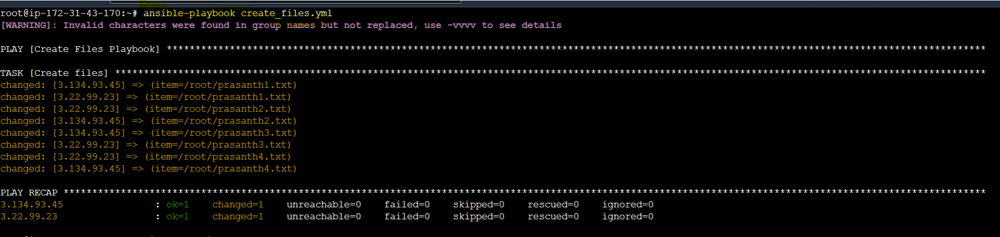 root@ip-172-31-43-170:~# ansible-playbook create_files.yml
[WARNING]: Invalid characters were found in group names but not replaced, use -vvvv to see details
PLAY [Create Files Playbook] ***********************************************************************************************************************************************
TASK [Create files] ********************************************************************************************************************************************************
changed: [3.134.93.45] => (item=/root/prasanth1.txt)
changed: [3.22.99.23] => (item=/root/prasanth1.txt)
changed: [3.22.99.23] => (item=/root/prasanth2.txt)
changed: [3.134.93.45] => (item=/root/prasanth2.txt)
changed: [3.134.93.45] => (item=/root/prasanth3.txt)
changed: [3.22.99.23] => (item=/root/prasanth3.txt)
changed: [3.22.99.23] => (item=/root/prasanth4.txt)
changed: [3.134.93.45] => (item=/root/prasanth4.txt)
PLAY RECAP *****************************************************************************************************************************************************************
3.134.93.45                : ok=1    changed=1    unreachable=0    failed=0    skipped=0    rescued=0    ignored=0
3.22.99.23                 : ok=1    changed=1    unreachable=0    failed=0    skipped=0    rescued=0    ignored=0